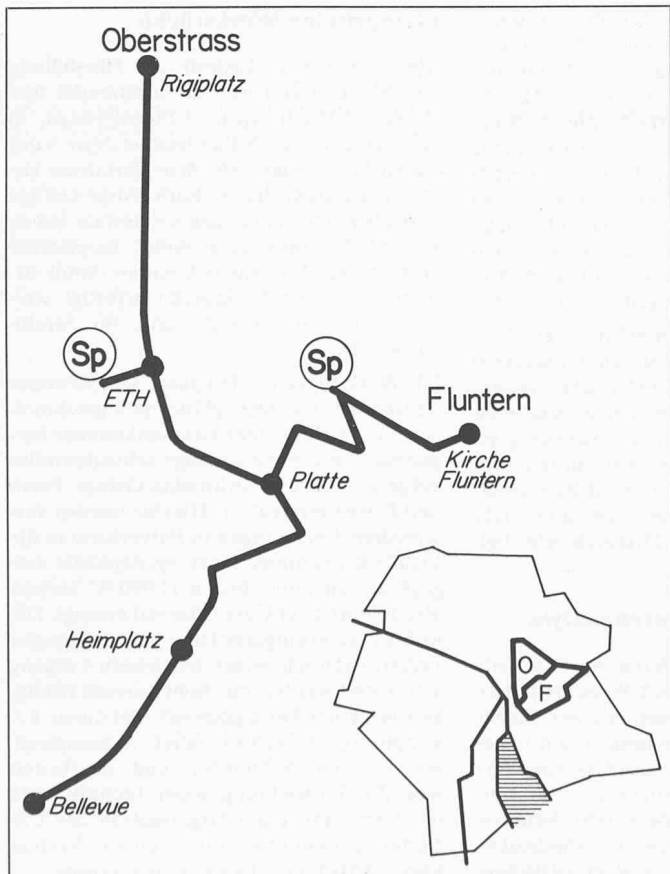 Oberstrass
Rigiplatz
Sp
ETH
Sp
Fluntern
Kirche
Fluntern
Platte
Heimplatz
Bellevue
O
F